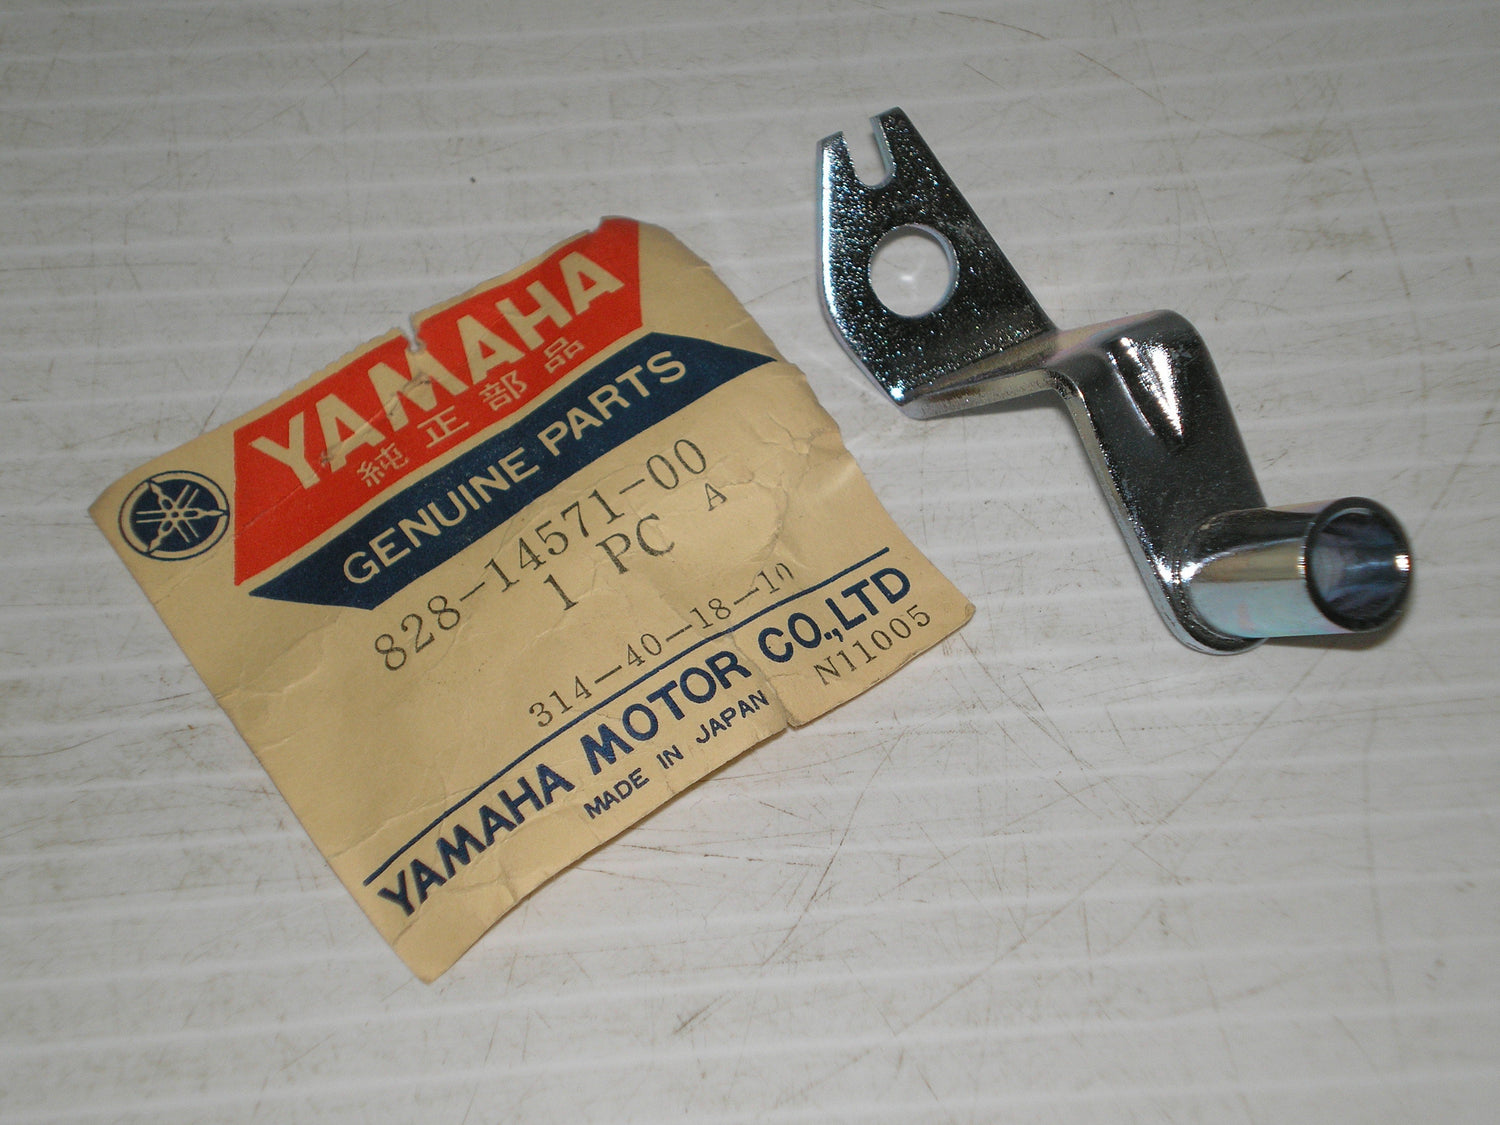 YAMAHA
純正部品
GENUINE PARTS
828-14571-00
1 PC A
314-40-18-10
YAMAHA MOTOR CO.,LTD
MADE IN JAPAN N11005